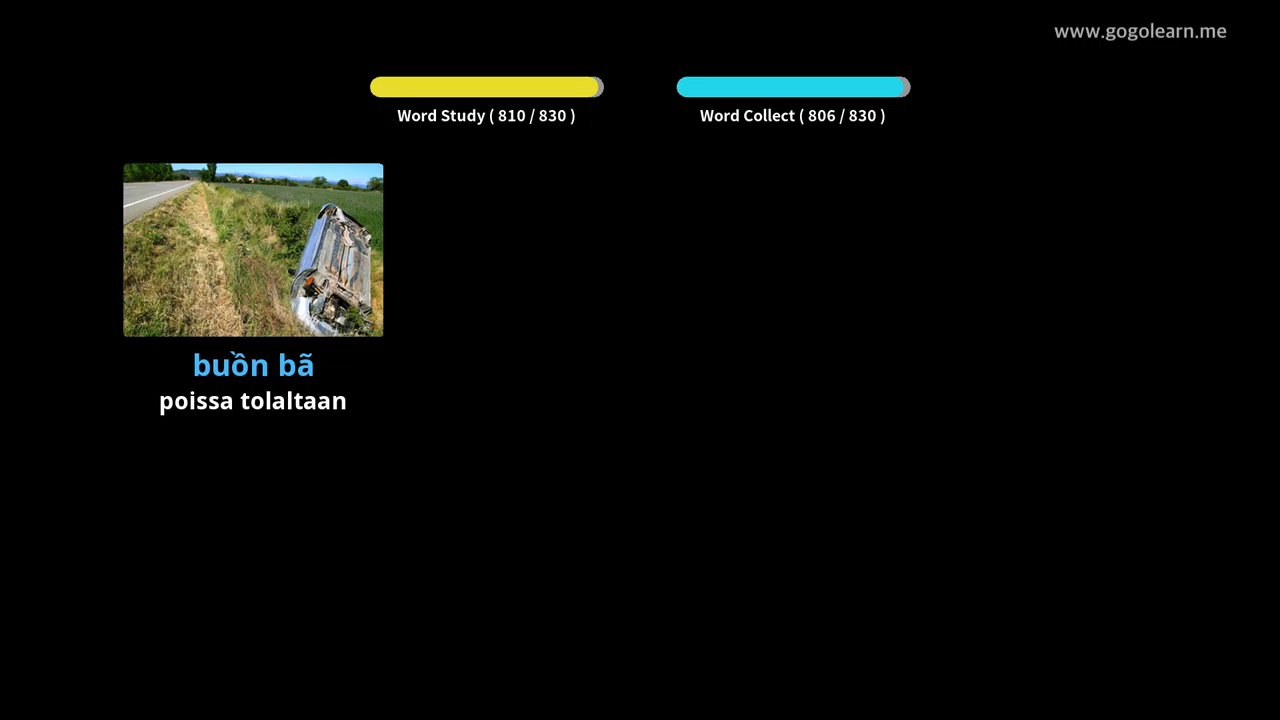 www.gogolearn.me
Word Study ( 810 / 830 )
Word Collect ( 806 / 830 )
buồn bã
poissa tolaltaan